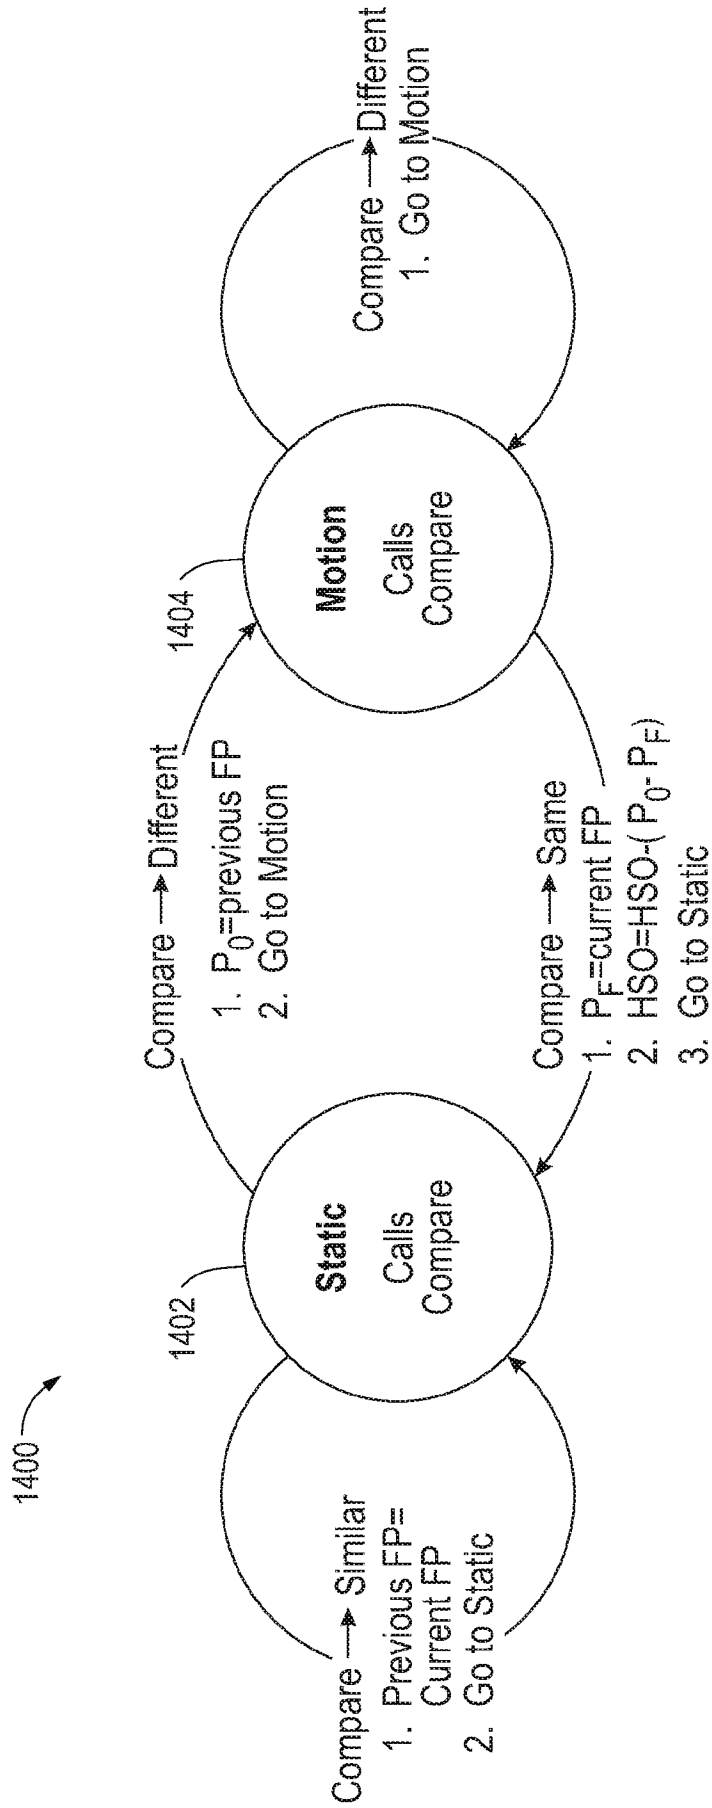 1400
Compare → Similar
1. Previous FP=
Current FP
2. Go to Static
1402
Static
Calls
Compare
Compare → Different
1. P0=previous FP
2. Go to Motion
Compare → Same
1. PF=current FP
2. HSO=HSO-( P0- PF)
3. Go to Static
1404
Motion
Calls
Compare
Compare → Different
1. Go to Motion